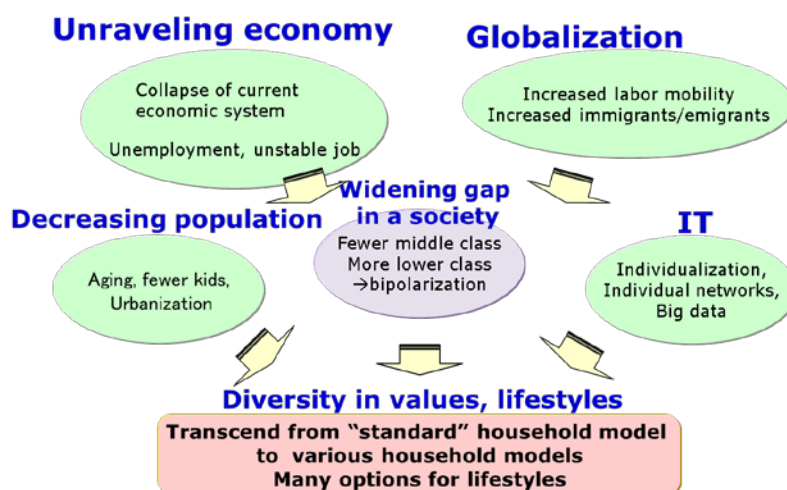 Unraveling economy
Collapse of current
economic system
Unemployment, unstable job
Globalization
Increased labor mobility
Increased immigrants/emigrants
Decreasing population
Aging, fewer kids,
Urbanization
Widening gap
in a society
Fewer middle class
More lower class
→bipolarization
IT
Individualization,
Individual networks,
Big data
Diversity in values, lifestyles
Transcend from “standard” household model
to various household models
Many options for lifestyles